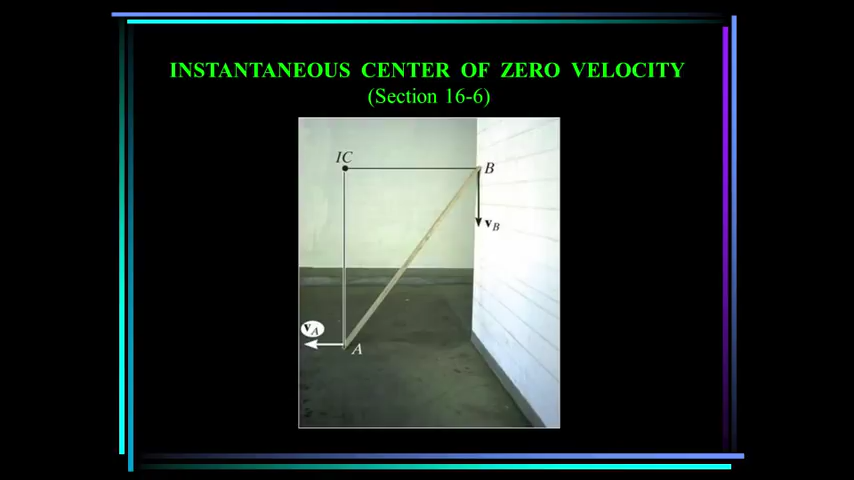 INSTANTANEOUS CENTER OF ZERO VELOCITY
(Section 16-6)
IC
B
vB
vA
A